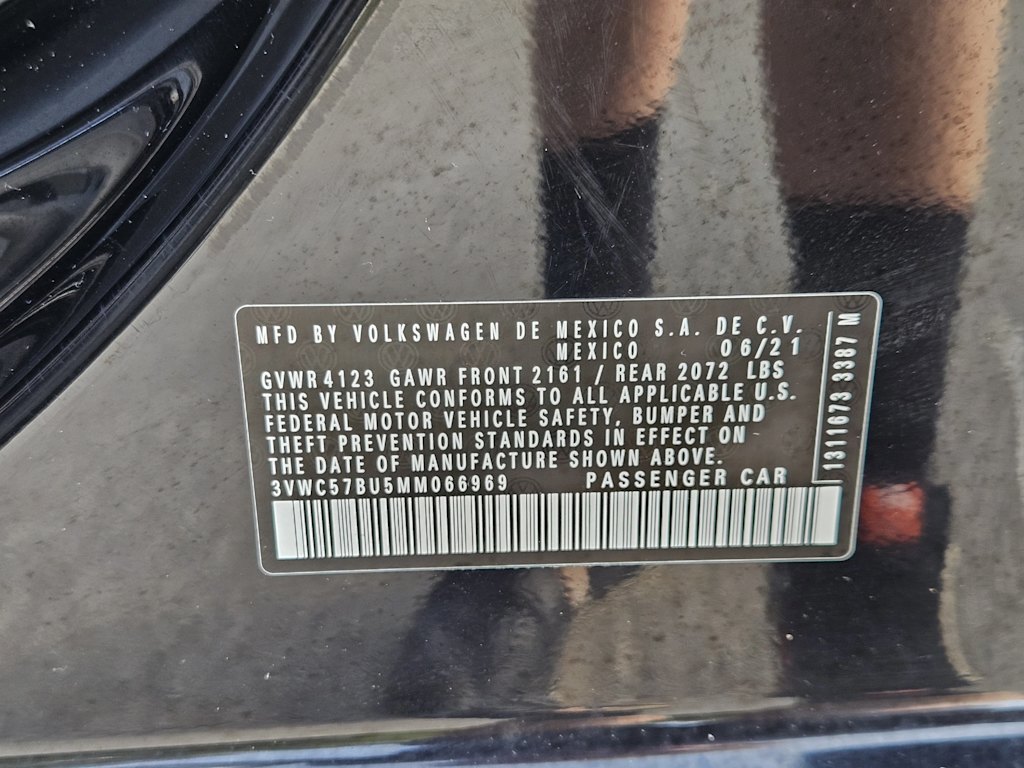 MFD BY VOLKSWAGEN DE MEXICO S.A. DE C.V.
MEXICO 06/21
GVWR 4123 GAWR FRONT 2161 / REAR 2072 LBS
THIS VEHICLE CONFORMS TO ALL APPLICABLE U.S.
FEDERAL MOTOR VEHICLE SAFETY, BUMPER AND
THEFT PREVENTION STANDARDS IN EFFECT ON
THE DATE OF MANUFACTURE SHOWN ABOVE.
3VWC57BU5MM066969 PASSENGER CAR
1311673 3387 M